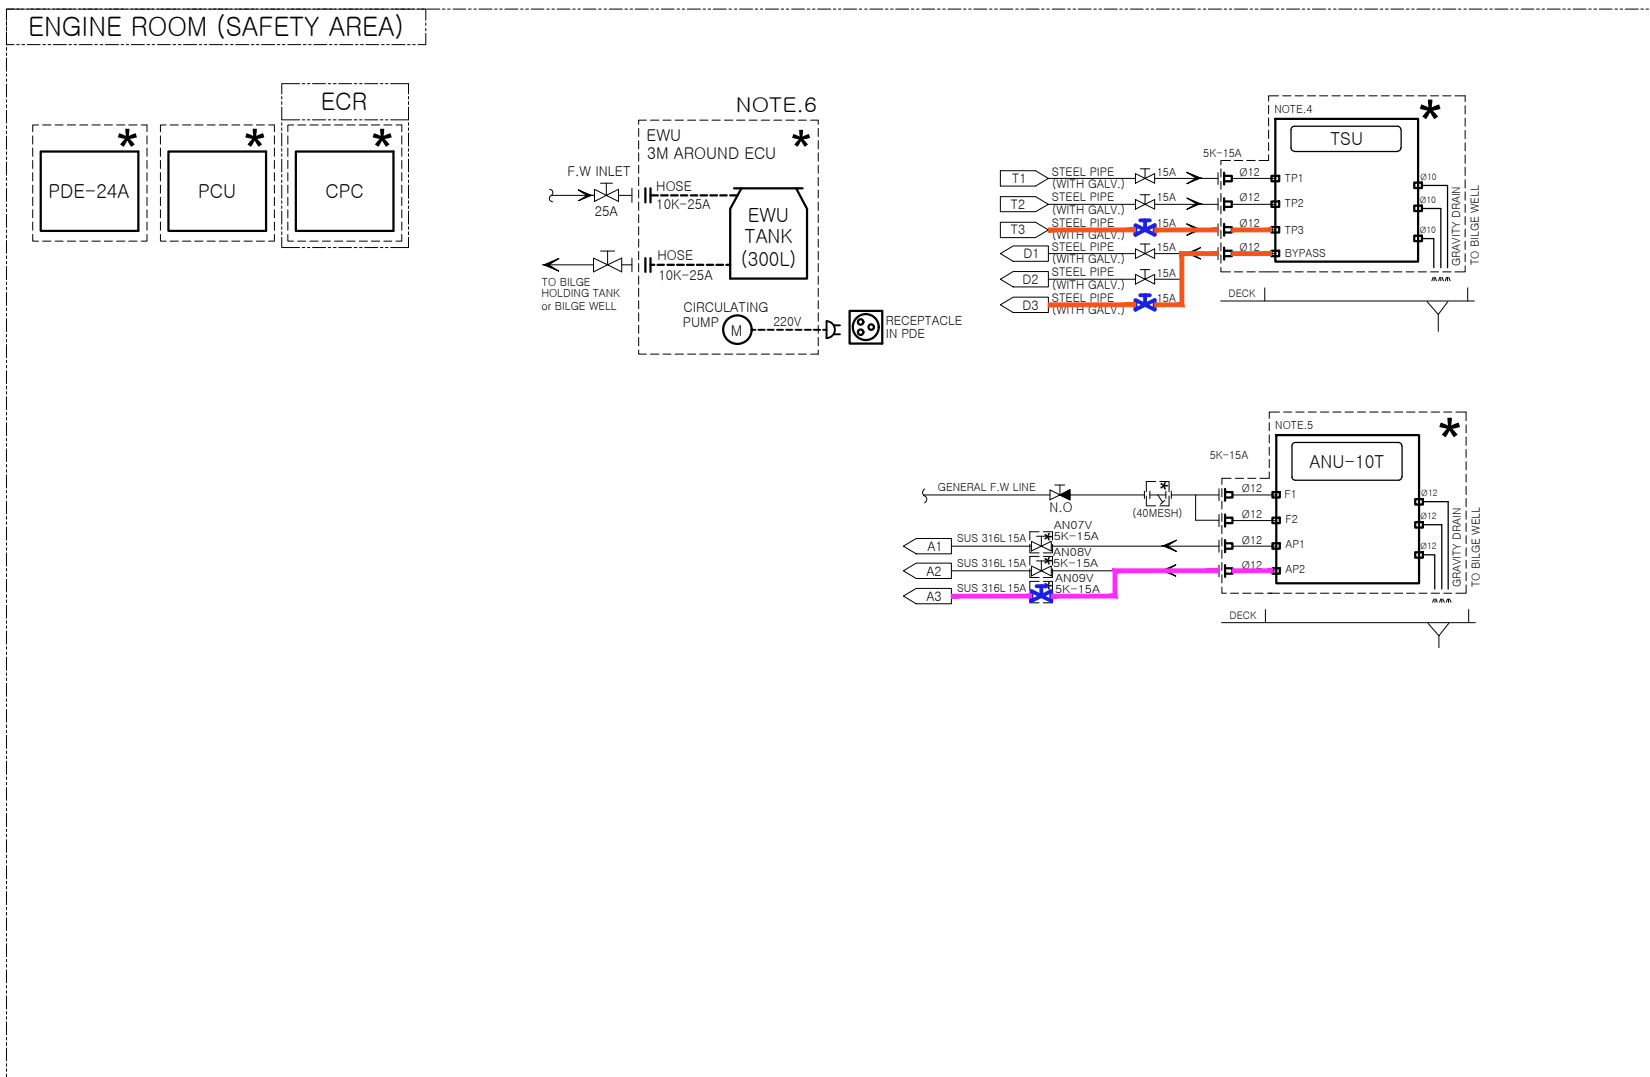 ENGINE ROOM (SAFETY AREA)
ECR
*
PDE-24A
*
PCU
*
CPC
NOTE.6
EWU
3M AROUND ECU
*
F.W INLET
25A
HOSE
10K-25A
EWU
TANK
(300L)
HOSE
10K-25A
TO BILGE
HOLDING TANK
or BILGE WELL
CIRCULATING
PUMP
M
220V
RECEPTACLE
IN PDE
NOTE.4
*
TSU
5K-15A
T1
STEEL PIPE
(WITH GALV.)
15A
Ø12
TP1
T2
STEEL PIPE
(WITH GALV.)
15A
Ø12
TP2
T3
STEEL PIPE
(WITH GALV.)
15A
Ø12
TP3
D1
STEEL PIPE
(WITH GALV.)
15A
Ø12
BYPASS
D2
STEEL PIPE
(WITH GALV.)
15A
D3
STEEL PIPE
(WITH GALV.)
15A
Ø10
Ø10
Ø10
GRAVITY DRAIN
TO BILGE WELL
DECK
NOTE.5
*
ANU-10T
5K-15A
GENERAL F.W LINE
N.O
*
(40MESH)
Ø12
F1
Ø12
F2
A1
SUS 316L 15A
AN07V
*
5K-15A
Ø12
AP1
A2
SUS 316L 15A
AN08V
*
5K-15A
Ø12
AP2
A3
SUS 316L 15A
AN09V
*
5K-15A
Ø12
Ø12
Ø12
GRAVITY DRAIN
TO BILGE WELL
DECK